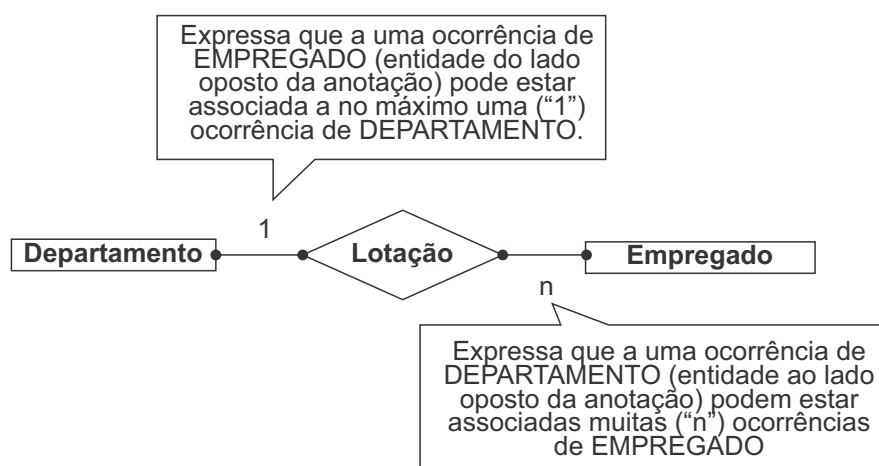 Expressa que a uma ocorrência de
EMPREGADO (entidade do lado
oposto da anotação) pode estar
associada a no máximo uma (“1”)
ocorrência de DEPARTAMENTO.
1
Departamento
Lotação
Empregado
n
Expressa que a uma ocorrência de
DEPARTAMENTO (entidade ao lado
oposto da anotação) podem estar
associadas muitas (“n”) ocorrências
de EMPREGADO